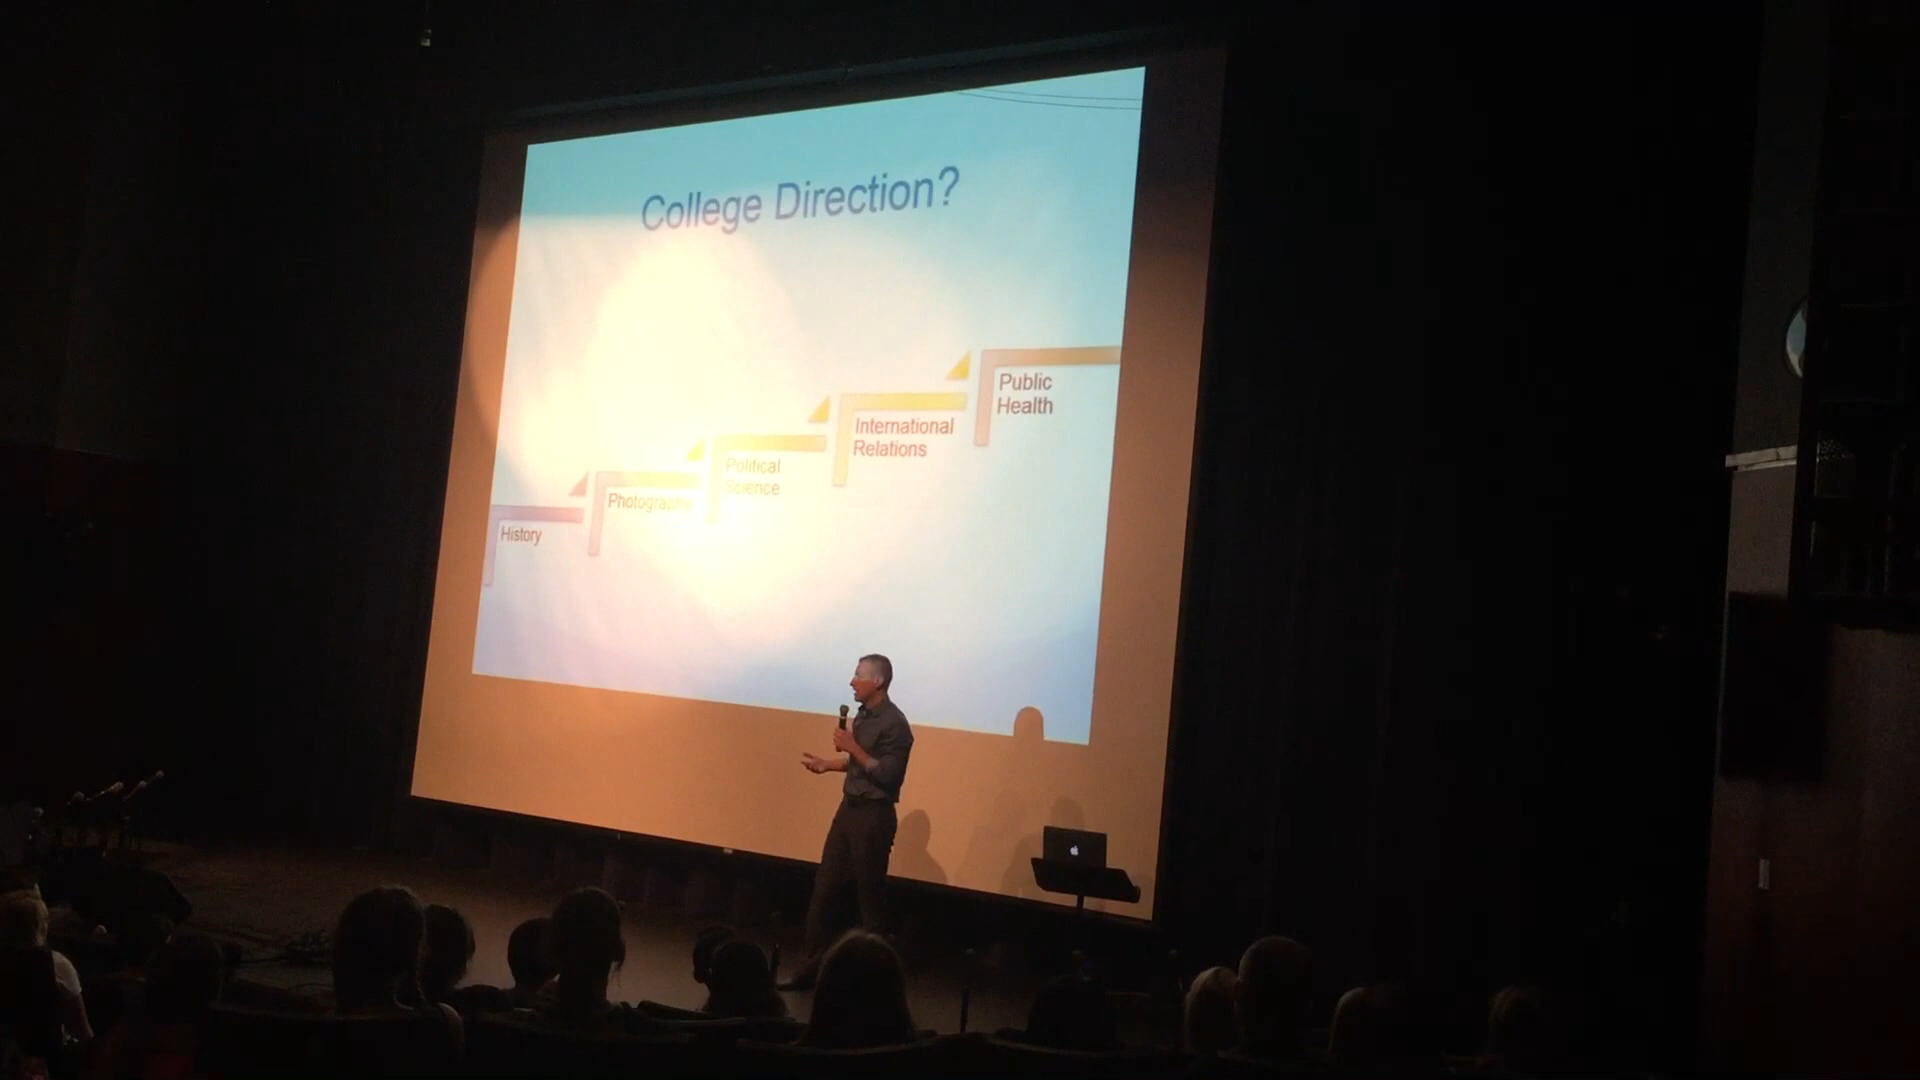 College Direction?
History
Photography
Political
Science
International
Relations
Public
Health